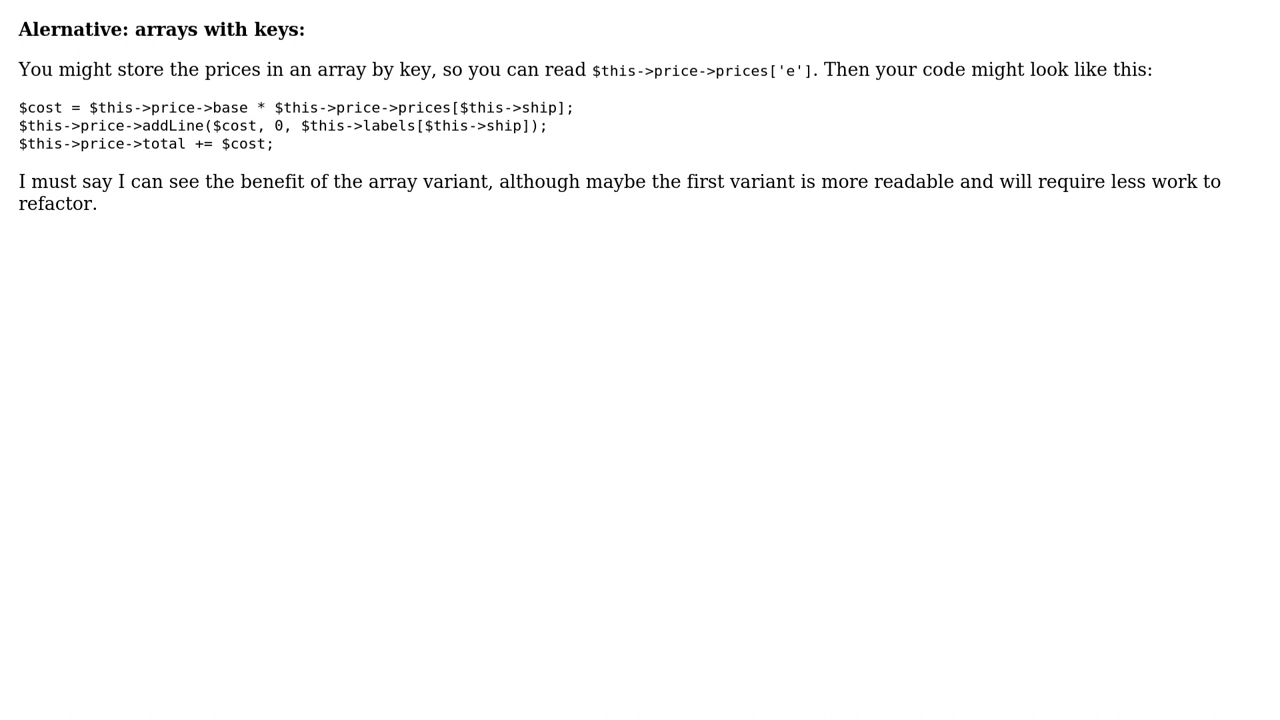 Alernative: arrays with keys:
You might store the prices in an array by key, so you can read $this->price->prices['e']. Then your code might look like this:
$cost = $this->price->base * $this->price->prices[$this->ship];
$this->price->addLine($cost, 0, $this->labels[$this->ship]);
$this->price->total += $cost;
I must say I can see the benefit of the array variant, although maybe the first variant is more readable and will require less work to
refactor.